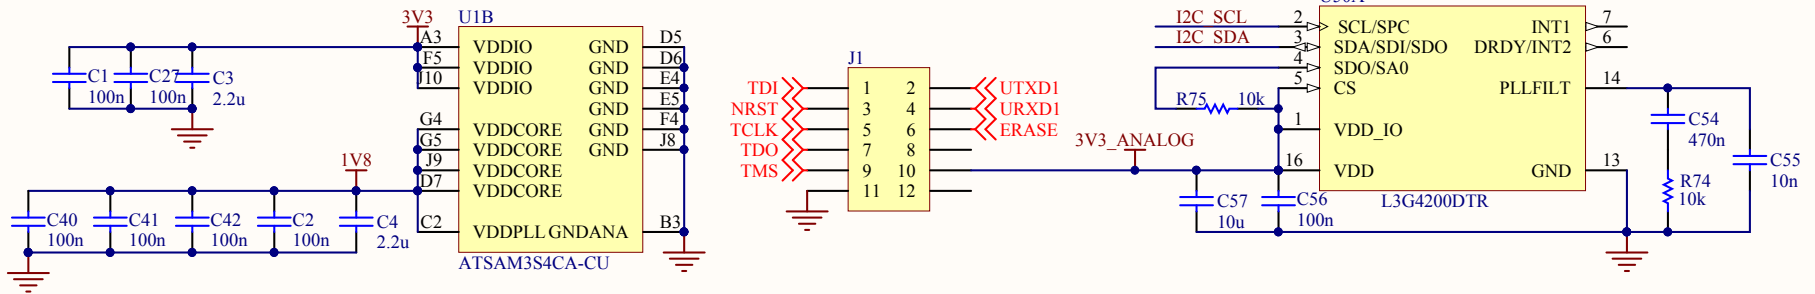 3V3
U1B
A3 VDDIO GND D5
F5 VDDIO GND D6
J10 VDDIO GND E4
GND E5
G4 VDDCORE GND F4
G5 VDDCORE GND J8
J9 VDDCORE
D7 VDDCORE
C2 VDDPLL GNDANA B3
ATSAM3S4CA-CU
C1
100n
C27
100n
C3
2.2u
1V8
C40
100n
C41
100n
C42
100n
C2
100n
C4
2.2u
J1
TDI 1 2 UTXD1
NRST 3 4 URXD1
TCLK 5 6 ERASE
TDO 7 8
TMS 9 10
11 12
3V3_ANALOG
I2C_SCL 2 SCL/SPC INT1 7
I2C_SDA 3 SDA/SDI/SDO DRDY/INT2 6
4 SDO/SA0
5 CS PLLFILT 14
R75 10k
1 VDD_IO
16 VDD GND 13
L3G4200DTR
C57
10u
C56
100n
C54
470n
R74
10k
C55
10n